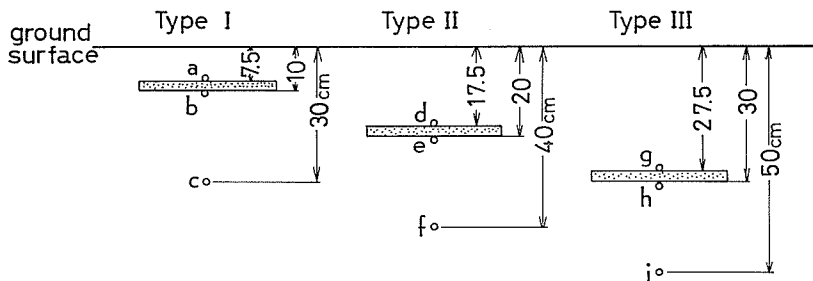 Type I Type II Type III
ground
surface
a 7.5 10 30cm
b
c
d 17.5 20 40cm
e
f
g 27.5 30 50cm
h
j